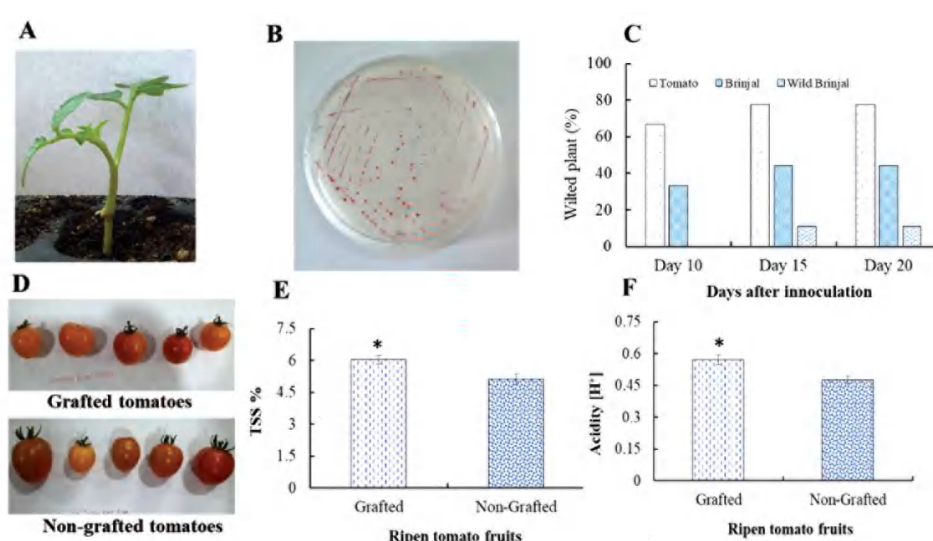 A
B
C
Wilted plant (%)
80
60
40
20
0
Tomato
Brinjal
Wild Brinjal
Day 10
Day 15
Day 20
Days after innoculation
D
Grafted tomatoes
Non-grafted tomatoes
E
TSS %
7.5
6
4.5
3
1.5
0
*
Grafted
Non-Grafted
Ripen tomato fruits
F
Acidity [H⁺]
0.75
0.6
0.45
0.3
0.15
0
*
Grafted
Non-Grafted
Ripen tomato fruits